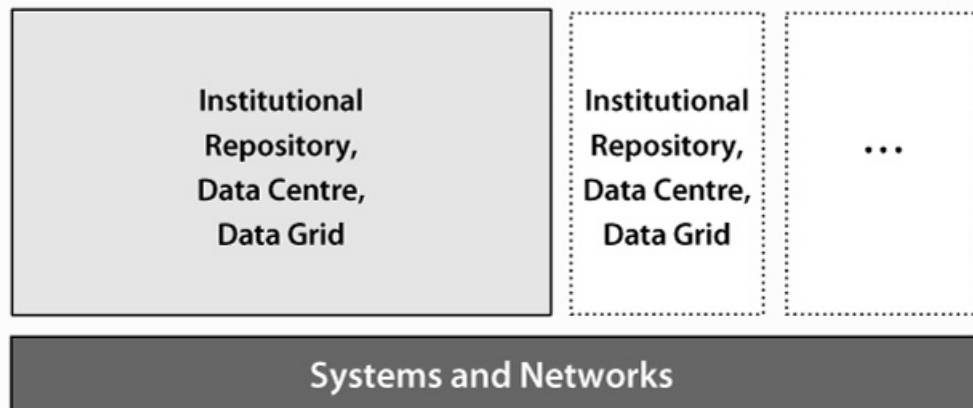 Institutional
Repository,
Data Centre,
Data Grid
Institutional
Repository,
Data Centre,
Data Grid
...
Systems and Networks